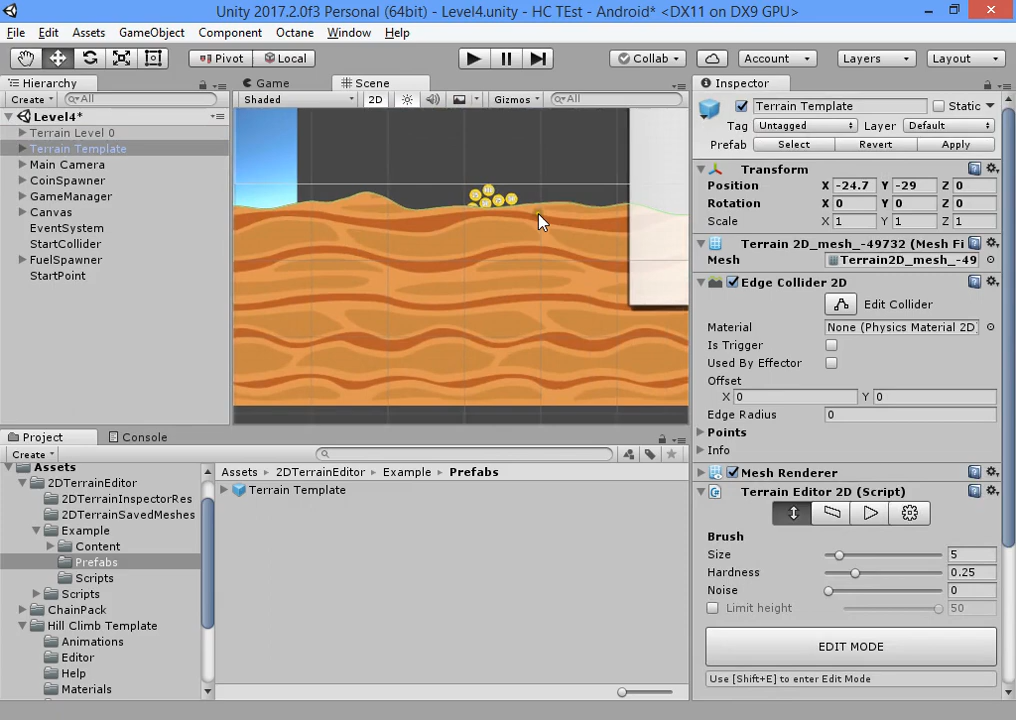 Unity 2017.2.0f3 Personal (64bit) - Level4.unity - HC TEst - Android* <DX11 on DX9 GPU>
File Edit Assets GameObject Component Octane Window Help
Pivot Local Collab Account Layers Layout
Hierarchy
Create All
Level4*
Terrain Level 0
Terrain Template
Main Camera
CoinSpawner
GameManager
Canvas
EventSystem
StartCollider
FuelSpawner
StartPoint
Game Scene
Shaded 2D Gizmos All
Project Console
Create
Assets
2DTerrainEditor
2DTerrainInspectorRes
2DTerrainSavedMeshes
Example
Content
Prefabs
Scripts
Scripts
ChainPack
Hill Climb Template
Animations
Editor
Help
Materials
Assets Example 2DTerrainEditor Prefabs
Terrain Template
Inspector
Terrain Template Static
Tag Untagged Layer Default
Prefab Select Revert Apply
Transform
Position X -24.7 Y -29 Z 0
Rotation X 0 Y 0 Z 0
Scale X 1 Y 1 Z 1
Terrain 2D_mesh_-49732 (Mesh Fi
Mesh Terrain2D_mesh_-49
Edge Collider 2D
Edit Collider
Material None (Physics Material 2D
Is Trigger
Used By Effector
Offset
X 0 Y 0
Edge Radius 0
Points
Info
Mesh Renderer
Terrain Editor 2D (Script)
Brush
Size 5
Hardness 0.25
Noise 0
Limit height 50
EDIT MODE
Use [Shift+E] to enter Edit Mode